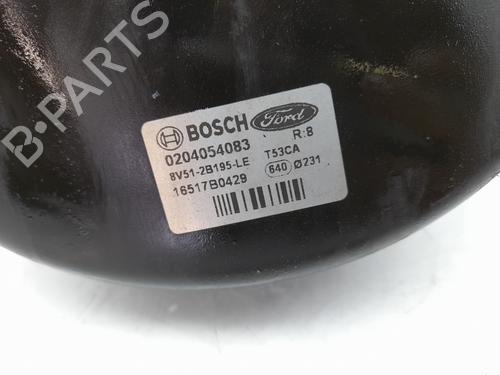 B-PARTS
BOSCH Ford
0204054083 R:8
8V51-2B195-LE T53CA
16517B0429 640 Ø231